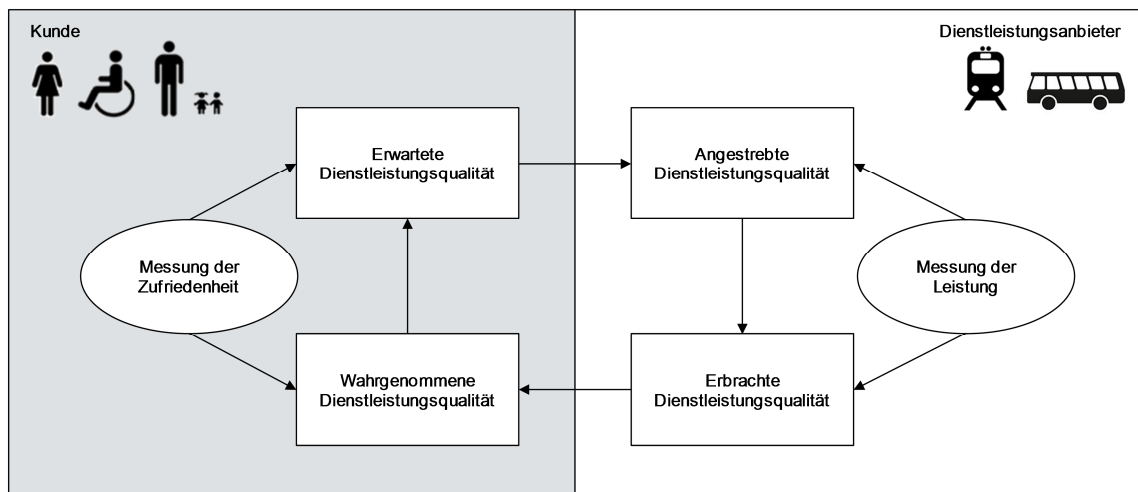 Kunde
Dienstleistungsanbieter
Erwartete
Dienstleistungsqualität
Angestrebte
Dienstleistungsqualität
Messung der
Zufriedenheit
Messung der
Leistung
Wahrgenommene
Dienstleistungsqualität
Erbrachte
Dienstleistungsqualität